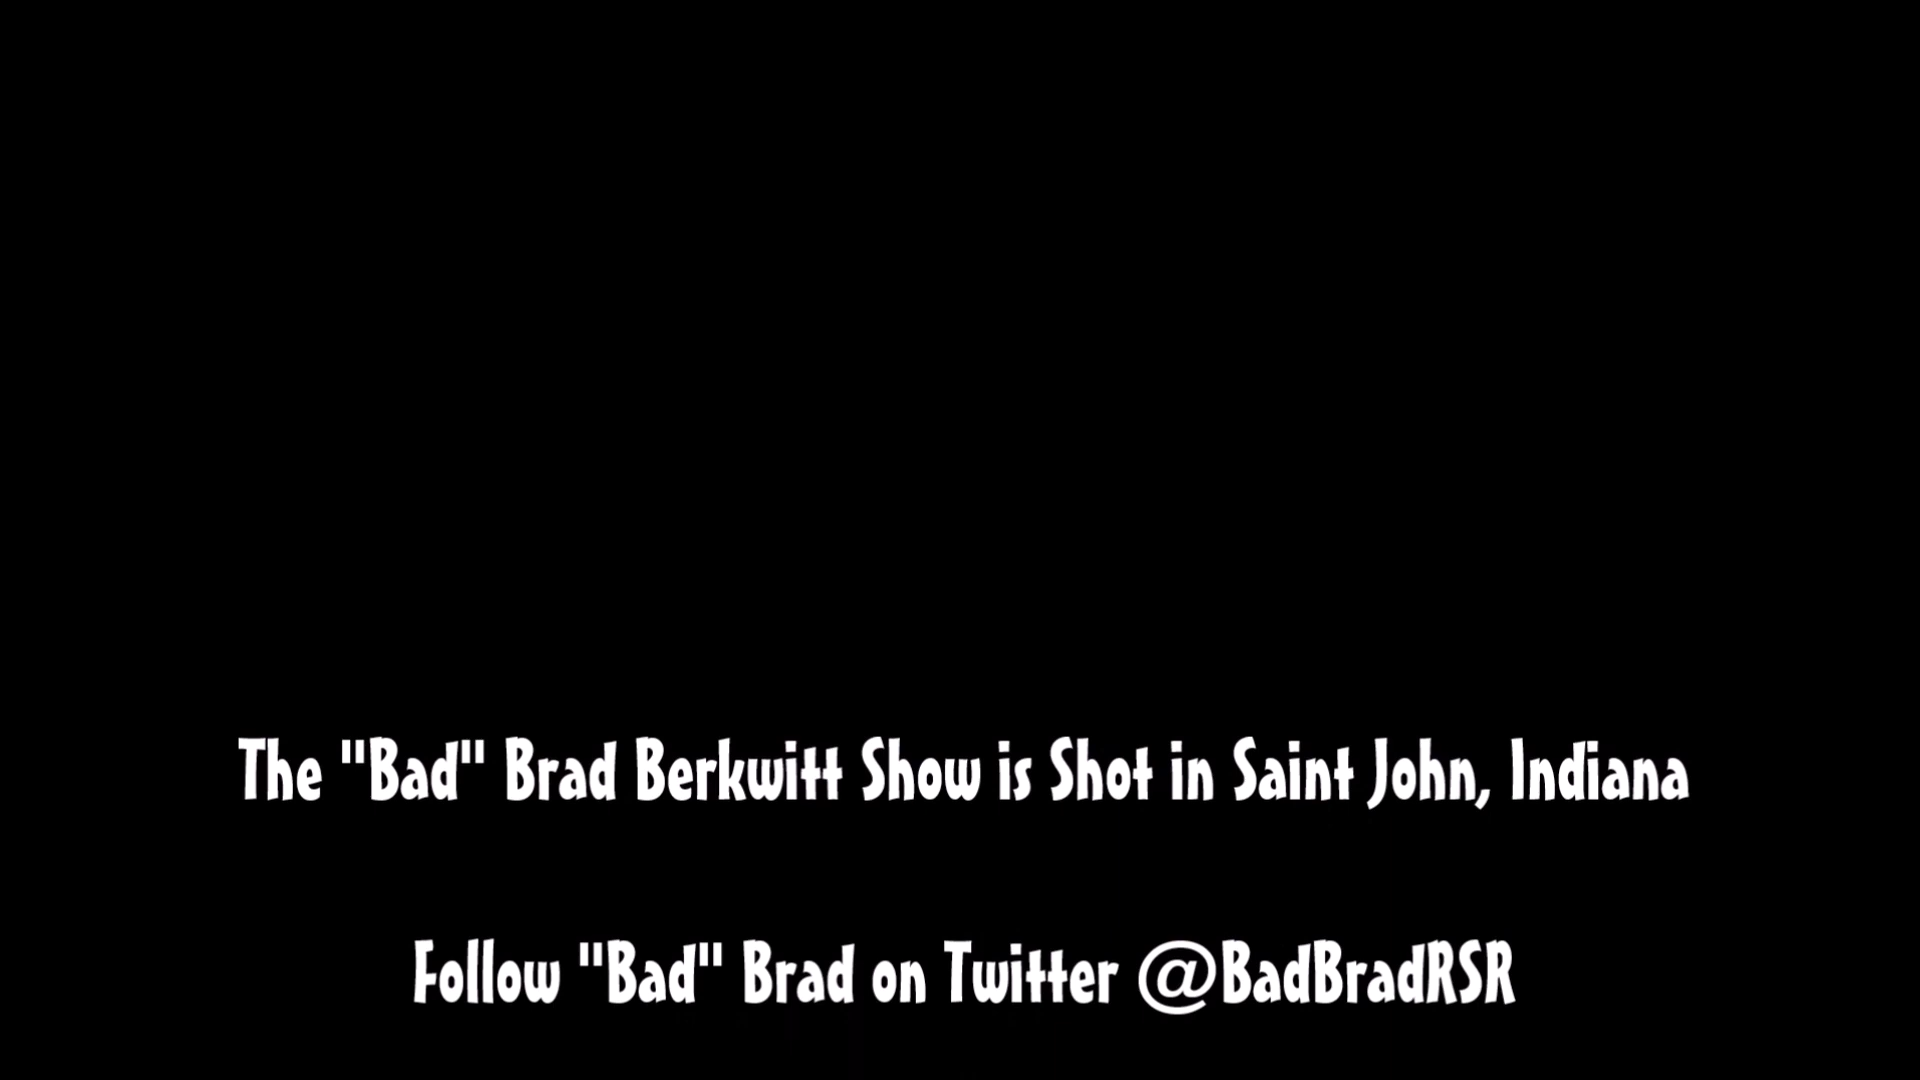 The "Bad" Brad Berkwitt Show is Shot in Saint John, Indiana
Follow "Bad" Brad on Twitter @BadBradRSR